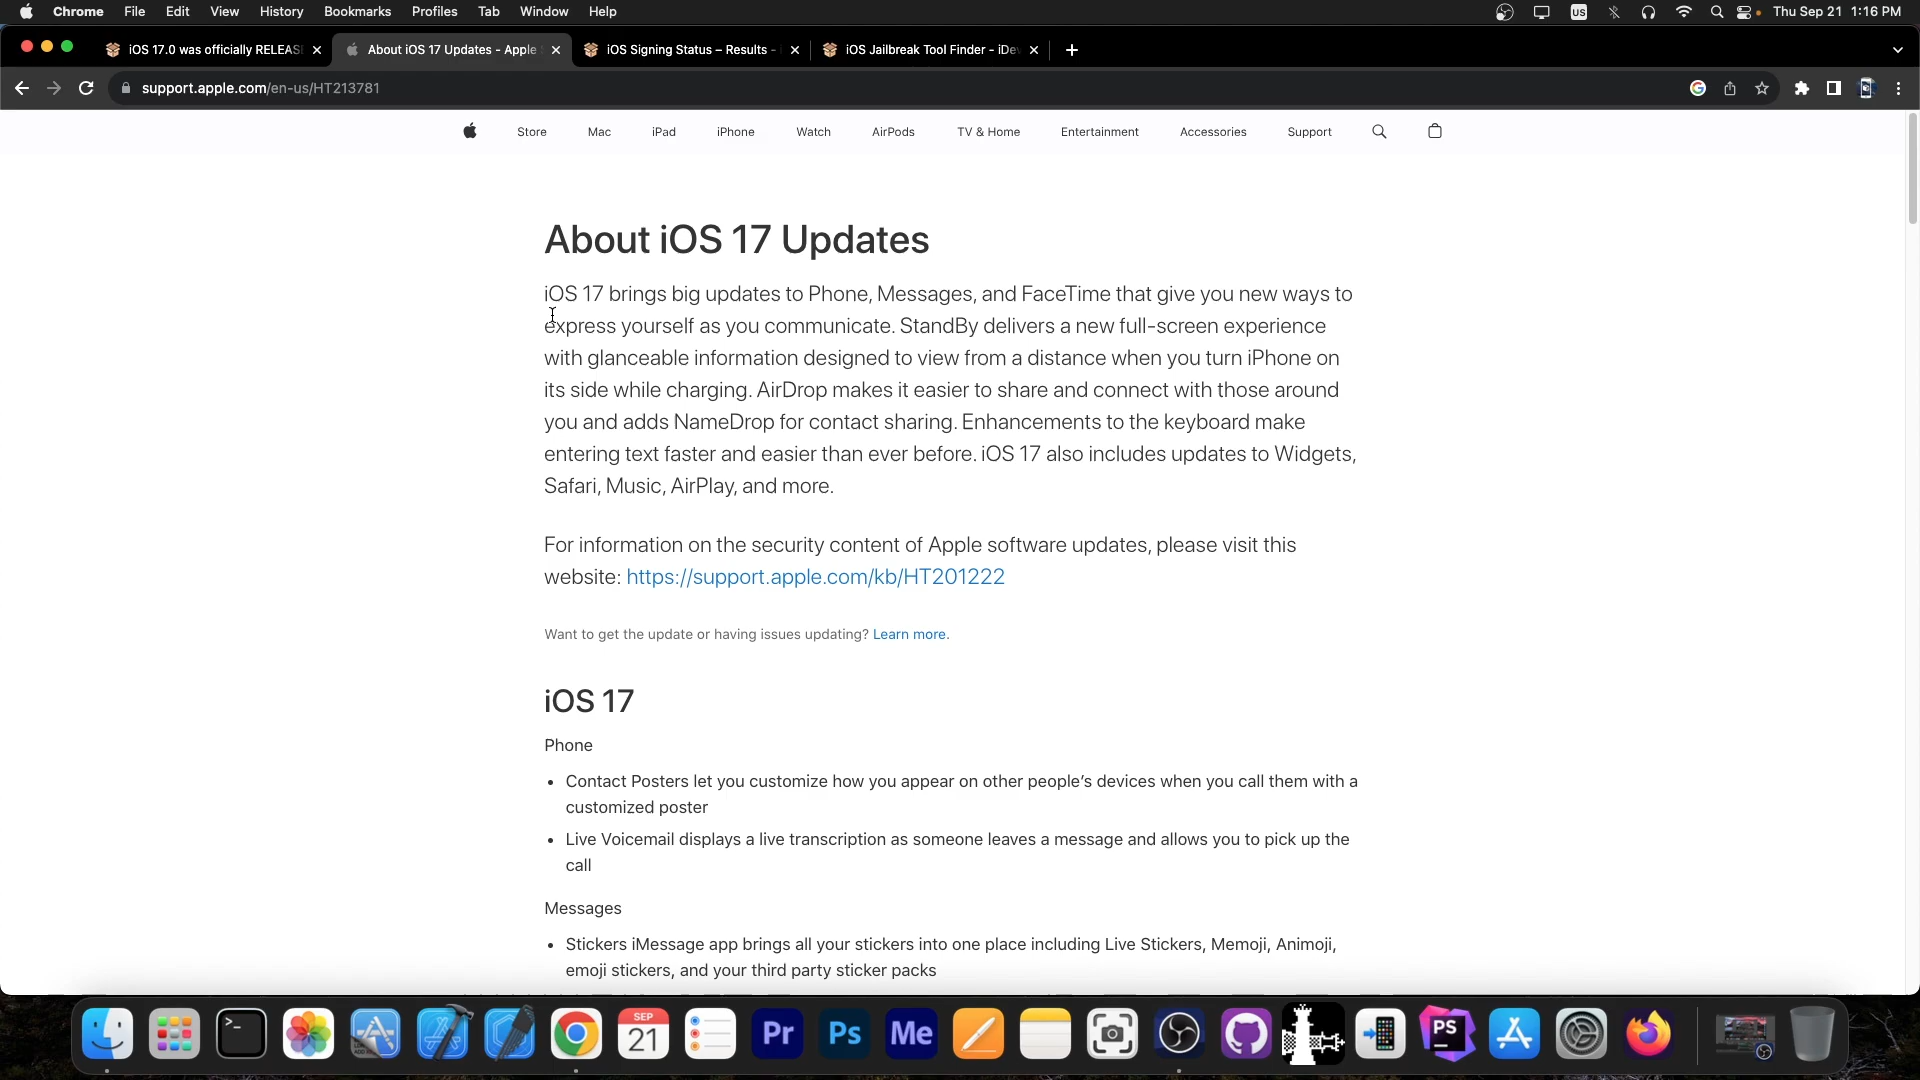 Chrome File Edit View History Bookmarks Profiles Tab Window Help US Thu Sep 21 1:16 PM
iOS 17.0 was officially RELEAS About iOS 17 Updates - Apple iOS Signing Status – Results - iOS Jailbreak Tool Finder - iDe
support.apple.com/en-us/HT213781
Store Mac iPad iPhone Watch AirPods TV & Home Entertainment Accessories Support
About iOS 17 Updates
iOS 17 brings big updates to Phone, Messages, and FaceTime that give you new ways to
express yourself as you communicate. StandBy delivers a new full-screen experience
with glanceable information designed to view from a distance when you turn iPhone on
its side while charging. AirDrop makes it easier to share and connect with those around
you and adds NameDrop for contact sharing. Enhancements to the keyboard make
entering text faster and easier than ever before. iOS 17 also includes updates to Widgets,
Safari, Music, AirPlay, and more.
For information on the security content of Apple software updates, please visit this
website: https://support.apple.com/kb/HT201222
Want to get the update or having issues updating? Learn more.
iOS 17
Phone
• Contact Posters let you customize how you appear on other people's devices when you call them with a
customized poster
• Live Voicemail displays a live transcription as someone leaves a message and allows you to pick up the
call
Messages
• Stickers iMessage app brings all your stickers into one place including Live Stickers, Memoji, Animoji,
emoji stickers, and your third party sticker packs
SEP
21
Pr Ps Me PS